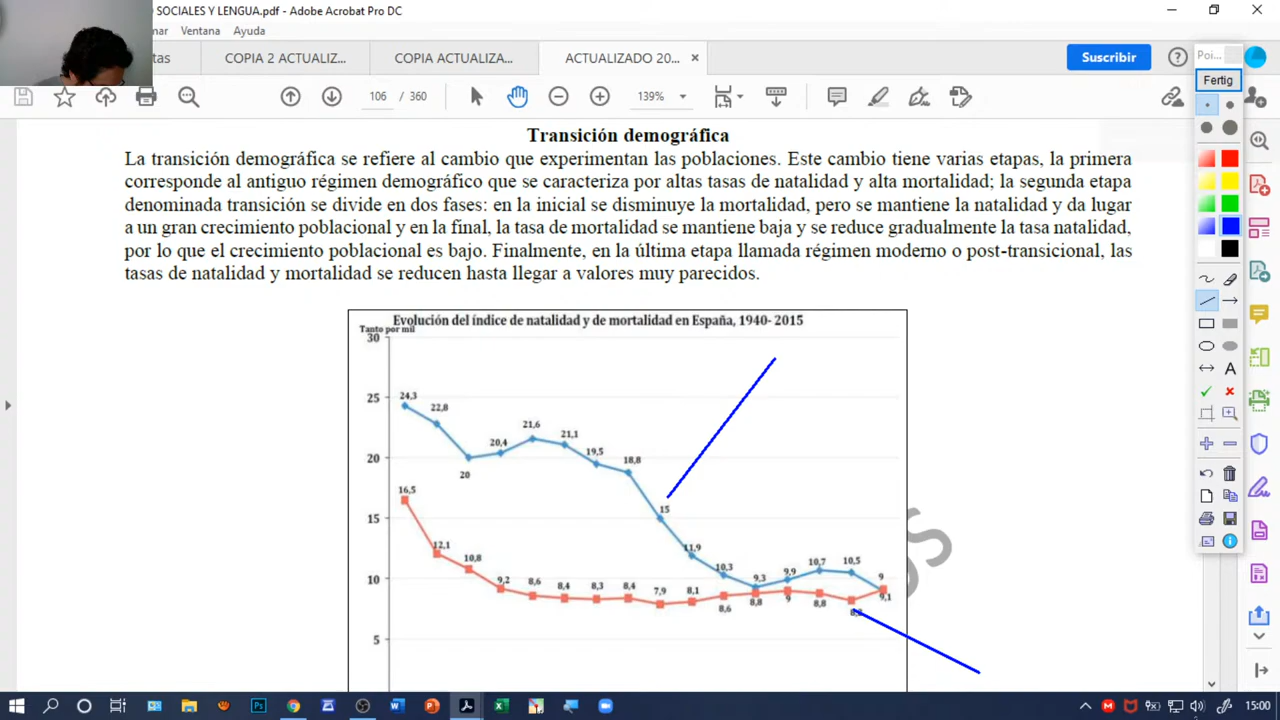 SOCIALES Y LENGUA.pdf - Adobe Acrobat Pro DC
Ventana Ayuda
COPIA 2 ACTUALIZ... COPIA ACTUALIZA... ACTUALIZADO 20...
Suscribir
106 / 360 139%
Fertig
Transición demográfica
La transición demográfica se refiere al cambio que experimentan las poblaciones. Este cambio tiene varias etapas, la primera
corresponde al antiguo régimen demográfico que se caracteriza por altas tasas de natalidad y alta mortalidad; la segunda etapa
denominada transición se divide en dos fases: en la inicial se disminuye la mortalidad, pero se mantiene la natalidad y da lugar
a un gran crecimiento poblacional y en la final, la tasa de mortalidad se mantiene baja y se reduce gradualmente la tasa natalidad,
por lo que el crecimiento poblacional es bajo. Finalmente, en la última etapa llamada régimen moderno o post-transicional, las
tasas de natalidad y mortalidad se reducen hasta llegar a valores muy parecidos.
Evolución del índice de natalidad y de mortalidad en España, 1940- 2015
Tanto por mil
30
25
20
15
10
5
24,3 22,8 20 20,4 21,6 21,1 19,5 18,8 15 11,9 10,3 9,3 9,9 10,7 10,5 9
16,5 12,1 10,8 9,2 8,6 8,4 8,3 8,4 7,9 8,1 8,6 8,8 9 8,8 9,1
15:00